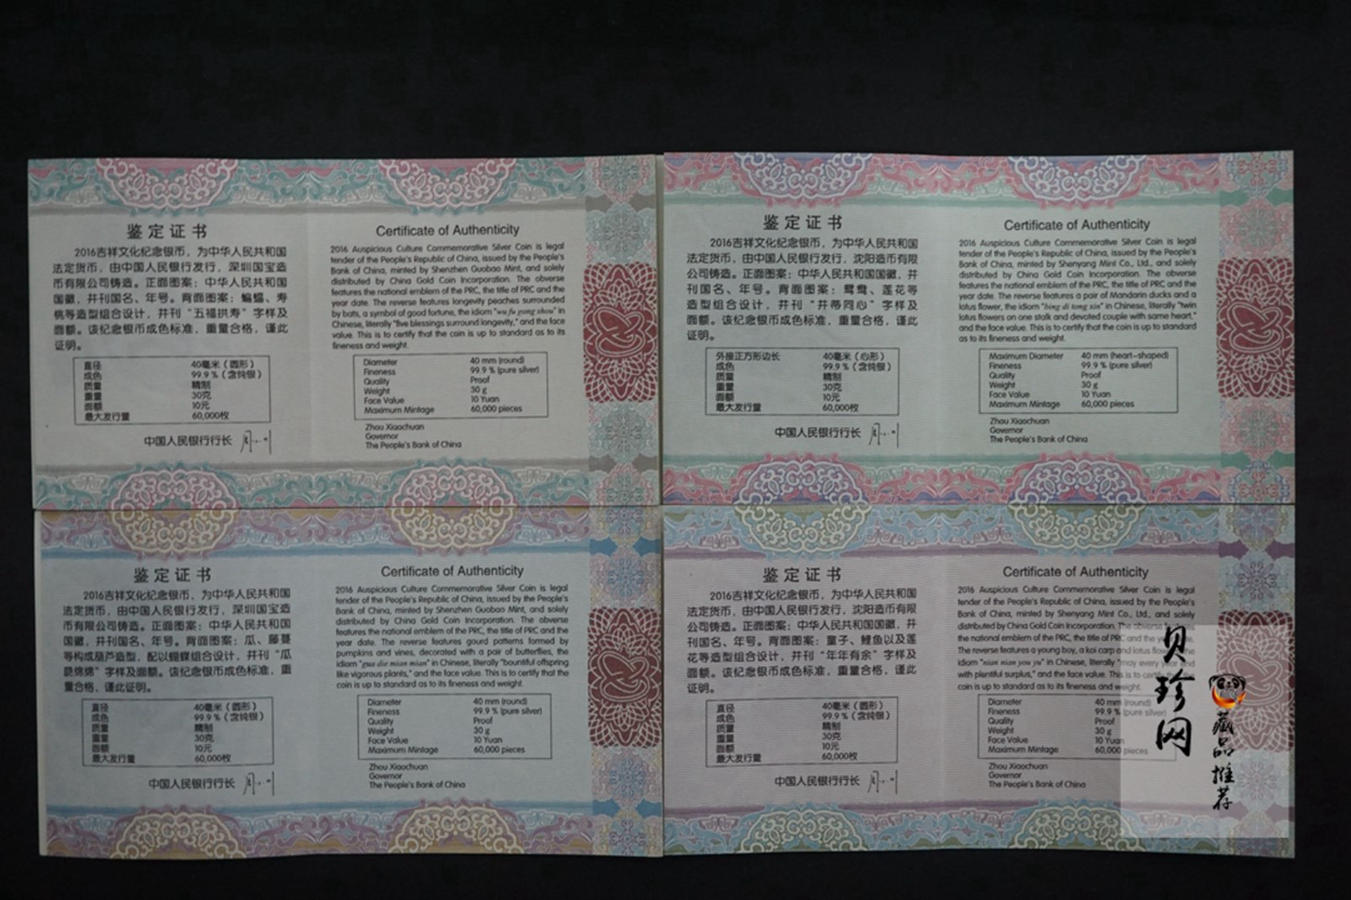 鉴定证书
2016吉祥文化纪念银币，为中华人民共和国
法定货币，由中国人民银行发行，深圳国宝造
币有限公司铸造。正面图案：中华人民共和国
国徽，并刊国名、年号。背面图案：蝙蝠、寿
桃等造型组合设计，并刊“五福拱寿”字样及
面额。该纪念银币成色标准，重量合格，谨此
证明。
直径 40毫米（圆形）
成色 99.9%（含纯银）
质量 精制
重量 30克
面额 10元
最大发行量 60,000枚
中国人民银行行长
Certificate of Authenticity
2016 Auspicious Culture Commemorative Silver Coin is legal
tender of the People's Republic of China, issued by the People's
Bank of China, minted by Shenzhen Guobao Mint, and solely
distributed by China Gold Coin Incorporation. The obverse
features the national emblem of the PRC, the title of PRC and the
year date. The reverse features longevity peaches surrounded
by bats, a symbol of good fortune, the idiom "wu fu gong shou" in
Chinese, literally "five blessings surround longevity," and the face
value. This is to certify that the coin is up to standard as to its
fineness and weight.
Diameter 40 mm (round)
Fineness 99.9 % (pure silver)
Quality Proof
Weight 30 g
Face Value 10 Yuan
Maximum Mintage 60,000 pieces
Zhou Xiaochuan
Governor
The People's Bank of China
鉴定证书
2016吉祥文化纪念银币，为中华人民共和国
法定货币，由中国人民银行发行，沈阳造币有限
公司铸造。正面图案：中华人民共和国国徽，并
刊国名、年号。背面图案：鸳鸯、莲花等
造型组合设计，并刊“并蒂同心”字样及
面额。该纪念银币成色标准，重量合格，谨此
证明。
外接正方形边长 40毫米（心形）
成色 99.9%（含纯银）
质量 精制
重量 30克
面额 10元
最大发行量 60,000枚
中国人民银行行长
Certificate of Authenticity
2016 Auspicious Culture Commemorative Silver Coin is legal
tender of the People's Republic of China, issued by the People's
Bank of China, minted by Shenyang Mint Co., Ltd., and solely
distributed by China Gold Coin Incorporation. The obverse
features the national emblem of the PRC, the title of PRC and the
year date. The reverse features a pair of Mandarin ducks and a
lotus flower, the idiom "bing di tong xin" in Chinese, literally "twin
lotus flowers on one stalk and devoted couple with same heart,"
and the face value. This is to certify that the coin is up to standard
as to its fineness and weight.
Maximum Diameter 40 mm (heart-shaped)
Fineness 99.9 % (pure silver)
Quality Proof
Weight 30 g
Face Value 10 Yuan
Maximum Mintage 60,000 pieces
Zhou Xiaochuan
Governor
The People's Bank of China
鉴定证书
2016吉祥文化纪念银币，为中华人民共和国
法定货币，由中国人民银行发行，深圳国宝造
币有限公司铸造。正面图案：中华人民共和国
国徽，并刊国名、年号。背面图案：瓜、藤蔓
等构成葫芦造型，配以蝴蝶组合设计，并刊“瓜
瓞绵绵”字样及面额。该纪念银币成色标准，重
量合格，谨此证明。
直径 40毫米（圆形）
成色 99.9%（含纯银）
质量 精制
重量 30克
面额 10元
最大发行量 60,000枚
中国人民银行行长
Certificate of Authenticity
2016 Auspicious Culture Commemorative Silver Coin is legal
tender of the People's Republic of China, issued by the People's
Bank of China, minted by Shenzhen Guobao Mint, and solely
distributed by China Gold Coin Incorporation. The obverse
features the national emblem of the PRC, the title of PRC and the
year date. The reverse features gourd patterns formed by
pumpkins and vines, decorated with a pair of butterflies, the
idiom "gua die mian mian" in Chinese, literally "bountiful offspring
like vigorous plants," and the face value. This is to certify that the
coin is up to standard as to its fineness and weight.
Diameter 40 mm (round)
Fineness 99.9 % (pure silver)
Quality Proof
Weight 30 g
Face Value 10 Yuan
Maximum Mintage 60,000 pieces
Zhou Xiaochuan
Governor
The People's Bank of China
鉴定证书
2016吉祥文化纪念银币，为中华人民共和国
法定货币，由中国人民银行发行，沈阳造币有限
公司铸造。正面图案：中华人民共和国国徽，并
刊国名、年号。背面图案：童子、鲤鱼以及莲
花等造型组合设计，并刊“年年有余”字样及
面额。该纪念银币成色标准，重量合格，谨此
证明。
直径 40毫米（圆形）
成色 99.9%（含纯银）
质量 精制
重量 30克
面额 10元
最大发行量 60,000枚
中国人民银行行长
Certificate of Authenticity
2016 Auspicious Culture Commemorative Silver Coin is legal
tender of the People's Republic of China, issued by the People's
Bank of China, minted by Shenyang Mint Co., Ltd., and solely
distributed by China Gold Coin Incorporation. The obverse features
the national emblem of the PRC, the title of PRC and the year date.
The reverse features a young boy, a koi carp and lotus flower, the
idiom "nian nian you yu" in Chinese, literally "may every year end
with plentiful surplus," and the face value. This is to certify that the
coin is up to standard as to its fineness and weight.
Diameter 40 mm (round)
Fineness 99.9 % (pure silver)
Quality Proof
Weight 30 g
Face Value 10 Yuan
Maximum Mintage 60,000 pieces
Zhou Xiaochuan
Governor
The People's Bank of China
贝珍网
藏品推荐